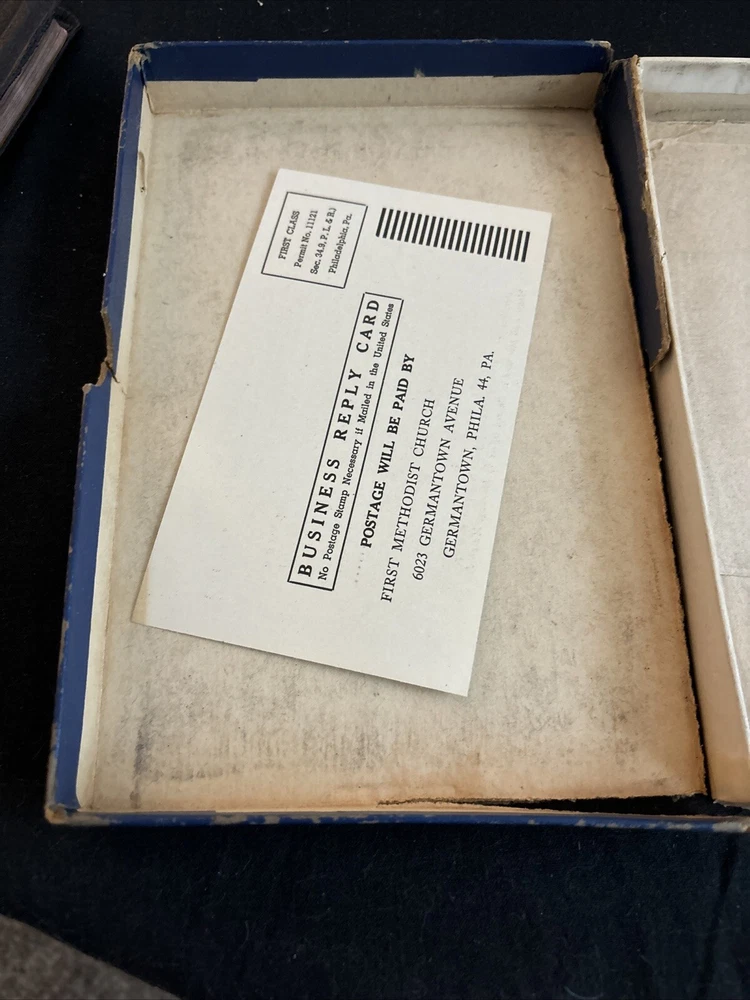 FIRST CLASS
Permit No. 11121
Sec. 34.9, P. L. & R.)
Philadelphia, Pa.
BUSINESS REPLY CARD
No Postage Stamp Necessary if Mailed in the United States
POSTAGE WILL BE PAID BY
FIRST METHODIST CHURCH
6023 GERMANTOWN AVENUE
GERMANTOWN, PHILA. 44, PA.